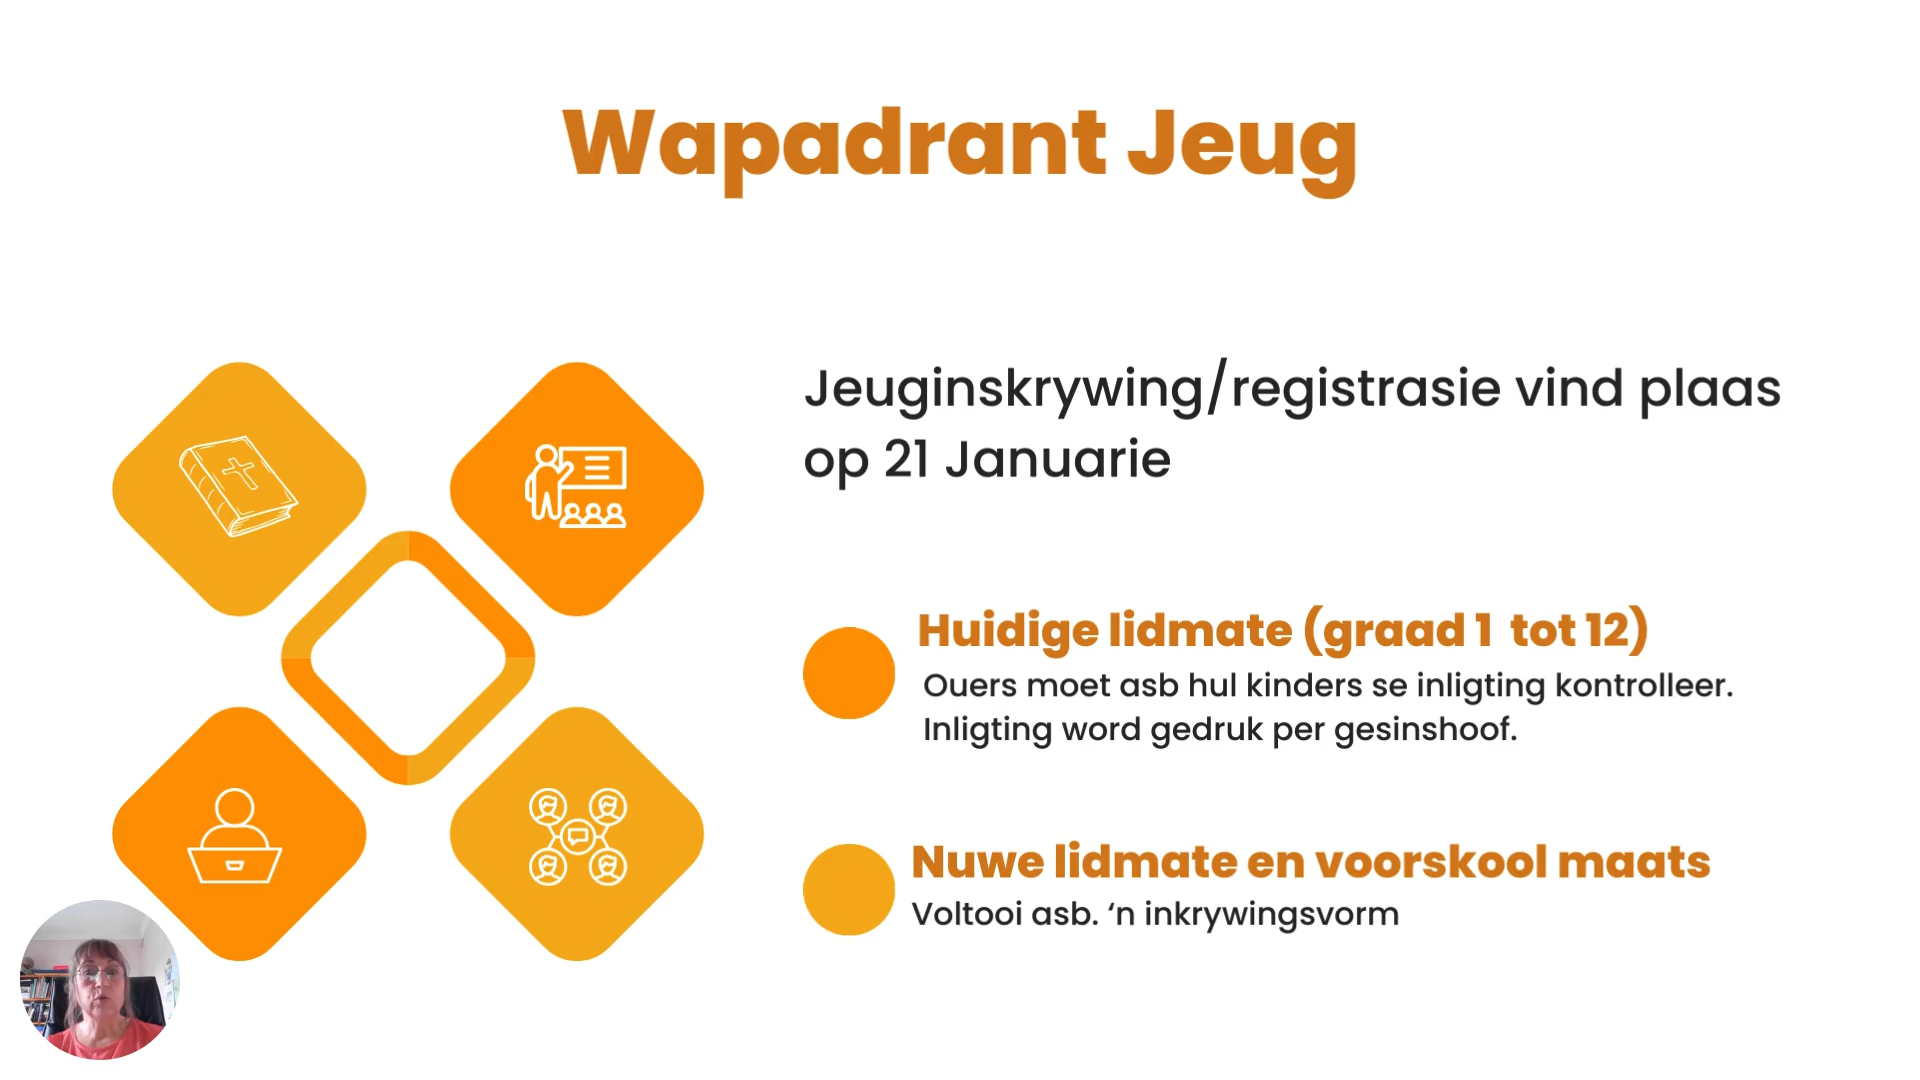 Wapadrant Jeug
Jeuginskrywing/registrasie vind plaas
op 21 Januarie
Huidige lidmate (graad 1 tot 12)
Ouers moet asb hul kinders se inligting kontrolleer.
Inligting word gedruk per gesinshoof.
Nuwe lidmate en voorskool maats
Voltooi asb. ‘n inkrywingsvorm